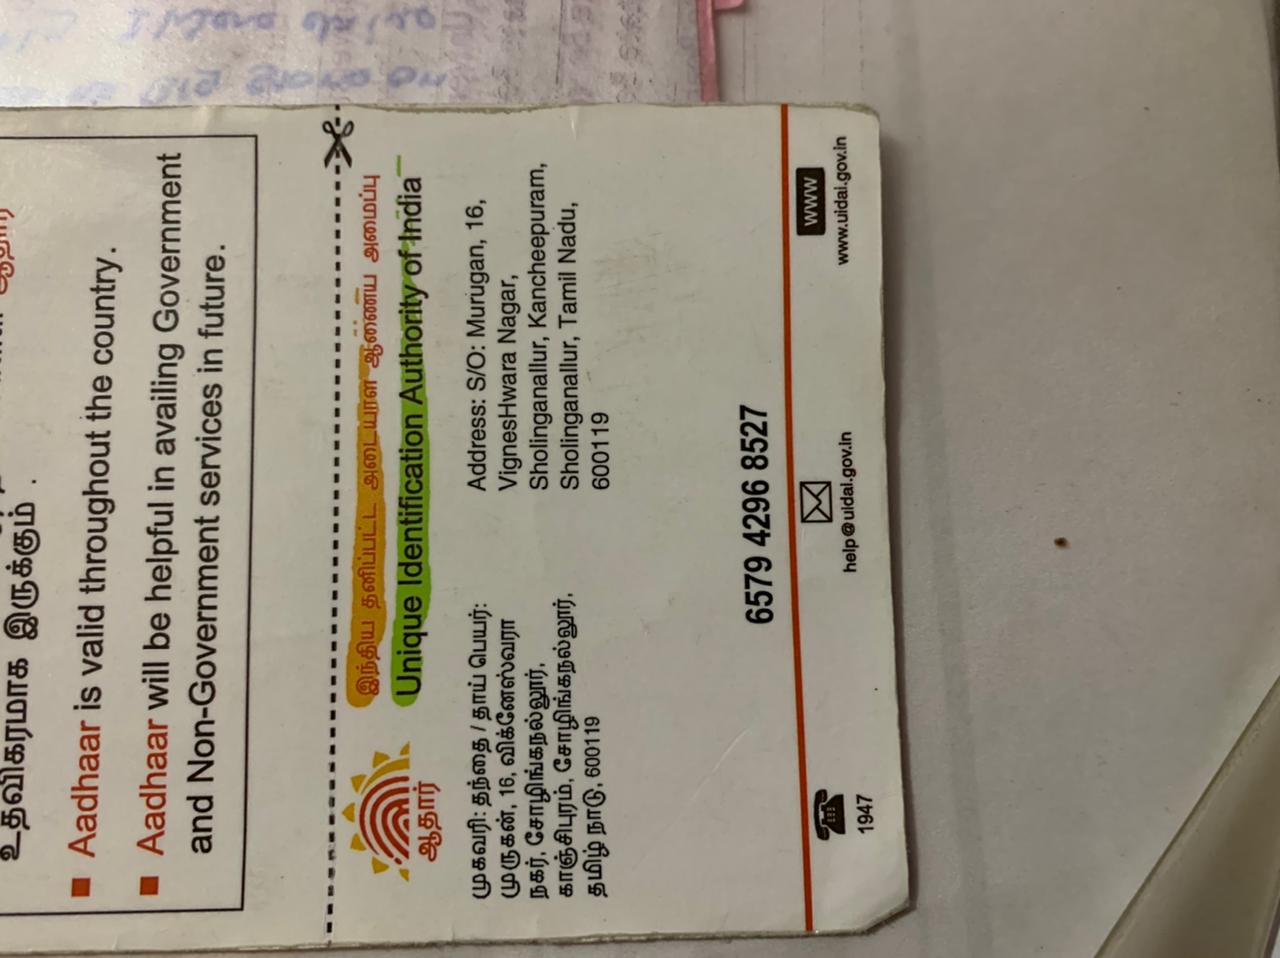 உதவிகரமாக இருக்கும் .
■ Aadhaar is valid throughout the country.
■ Aadhaar will be helpful in availing Government
and Non-Government services in future.
இந்திய தனிப்பட்ட அடையாள ஆணைய அமைப்பு
Unique Identification Authority of India
ஆதார்
முகவரி: தந்தை / தாய் பெயர்:
முருகன், 16, விக்னேஸ்வரா
நகர், சோழிங்கநல்லூர்,
காஞ்சிபுரம், சோழிங்கநல்லூர்,
தமிழ் நாடு, 600119
Address: S/O: Murugan, 16,
VignesHwara Nagar,
Sholinganallur, Kancheepuram,
Sholinganallur, Tamil Nadu,
600119
6579 4296 8527
1947
help@uidai.gov.in
www
www.uidai.gov.in